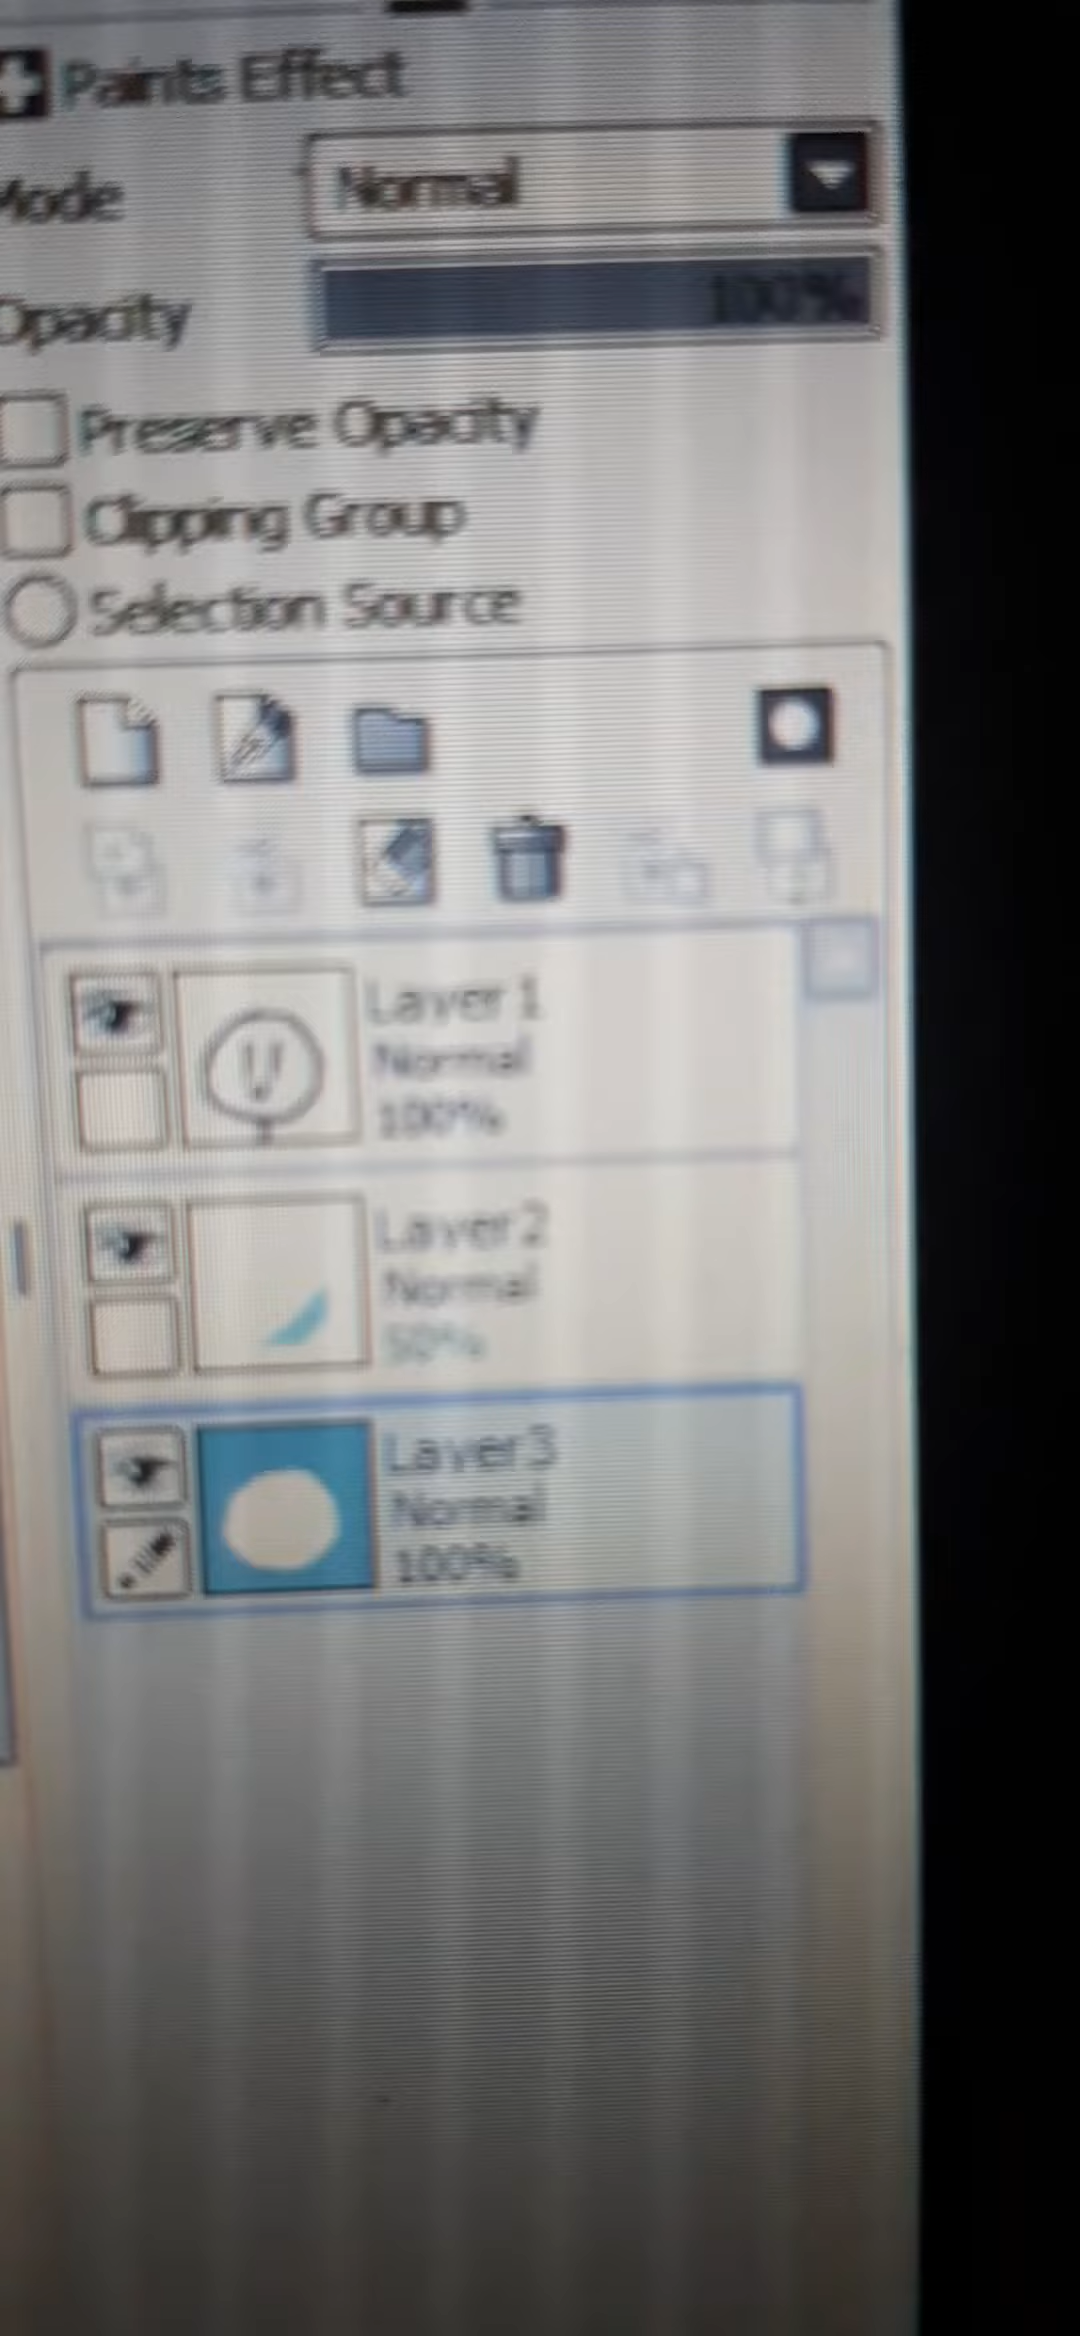 Paints Effect
Mode Normal
Opacity 100%
Preserve Opacity
Clipping Group
Selection Source
Layer1
Normal
100%
Layer2
Normal
50%
Layer3
Normal
100%